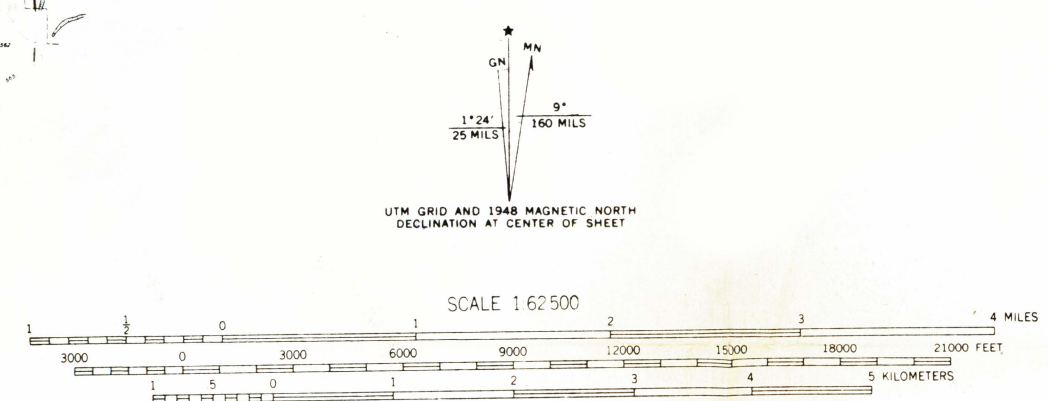 562
563
★
GN MN
1°24'
25 MILS
9°
160 MILS
UTM GRID AND 1948 MAGNETIC NORTH
DECLINATION AT CENTER OF SHEET
SCALE 1:62500
1 ½ 0 1 2 3 4 MILES
3000 0 3000 6000 9000 12000 15000 18000 21000 FEET
1 .5 0 1 2 3 4 5 KILOMETERS